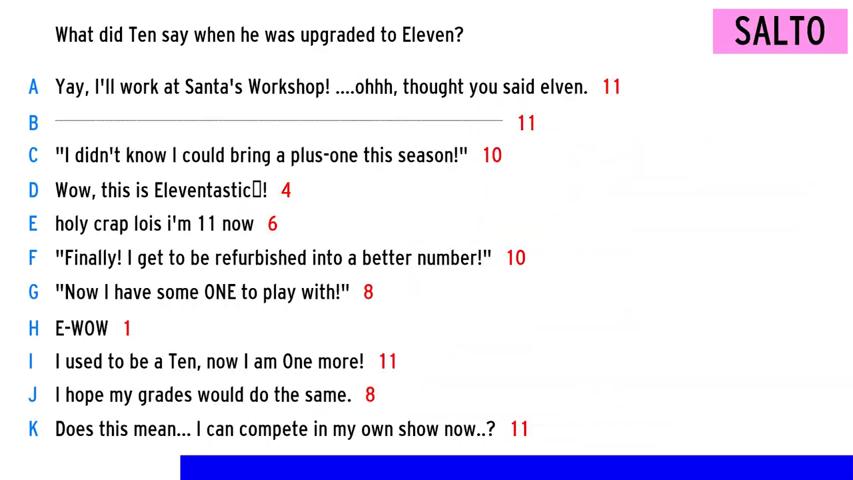 What did Ten say when he was upgraded to Eleven?
SALTO
A Yay, I'll work at Santa's Workshop! ....ohhh, thought you said elven. 11
B 11
C "I didn't know I could bring a plus-one this season!" 10
D Wow, this is Eleventastic▯! 4
E holy crap lois i'm 11 now 6
F "Finally! I get to be refurbished into a better number!" 10
G "Now I have some ONE to play with!" 8
H E-WOW 1
I I used to be a Ten, now I am One more! 11
J I hope my grades would do the same. 8
K Does this mean... I can compete in my own show now..? 11